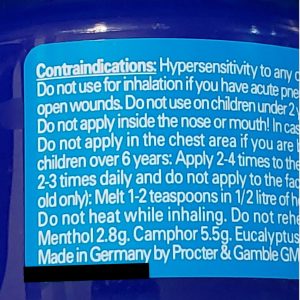 Contraindications: Hypersensitivity to any
Do not use for inhalation if you have acute
open wounds. Do not use on children under 2
Do not apply inside the nose or mouth! In
Do not apply in the chest area if you are
children over 6 years: Apply 2-4 times to the
2-3 times daily and do not apply to the
old only): Melt 1-2 teaspoons in 1/2 litre of
Do not heat while inhaling. Do not
Menthol 2.8g. Camphor 5.5g. Eucalyptus
Made in Germany by Procter & Gamble